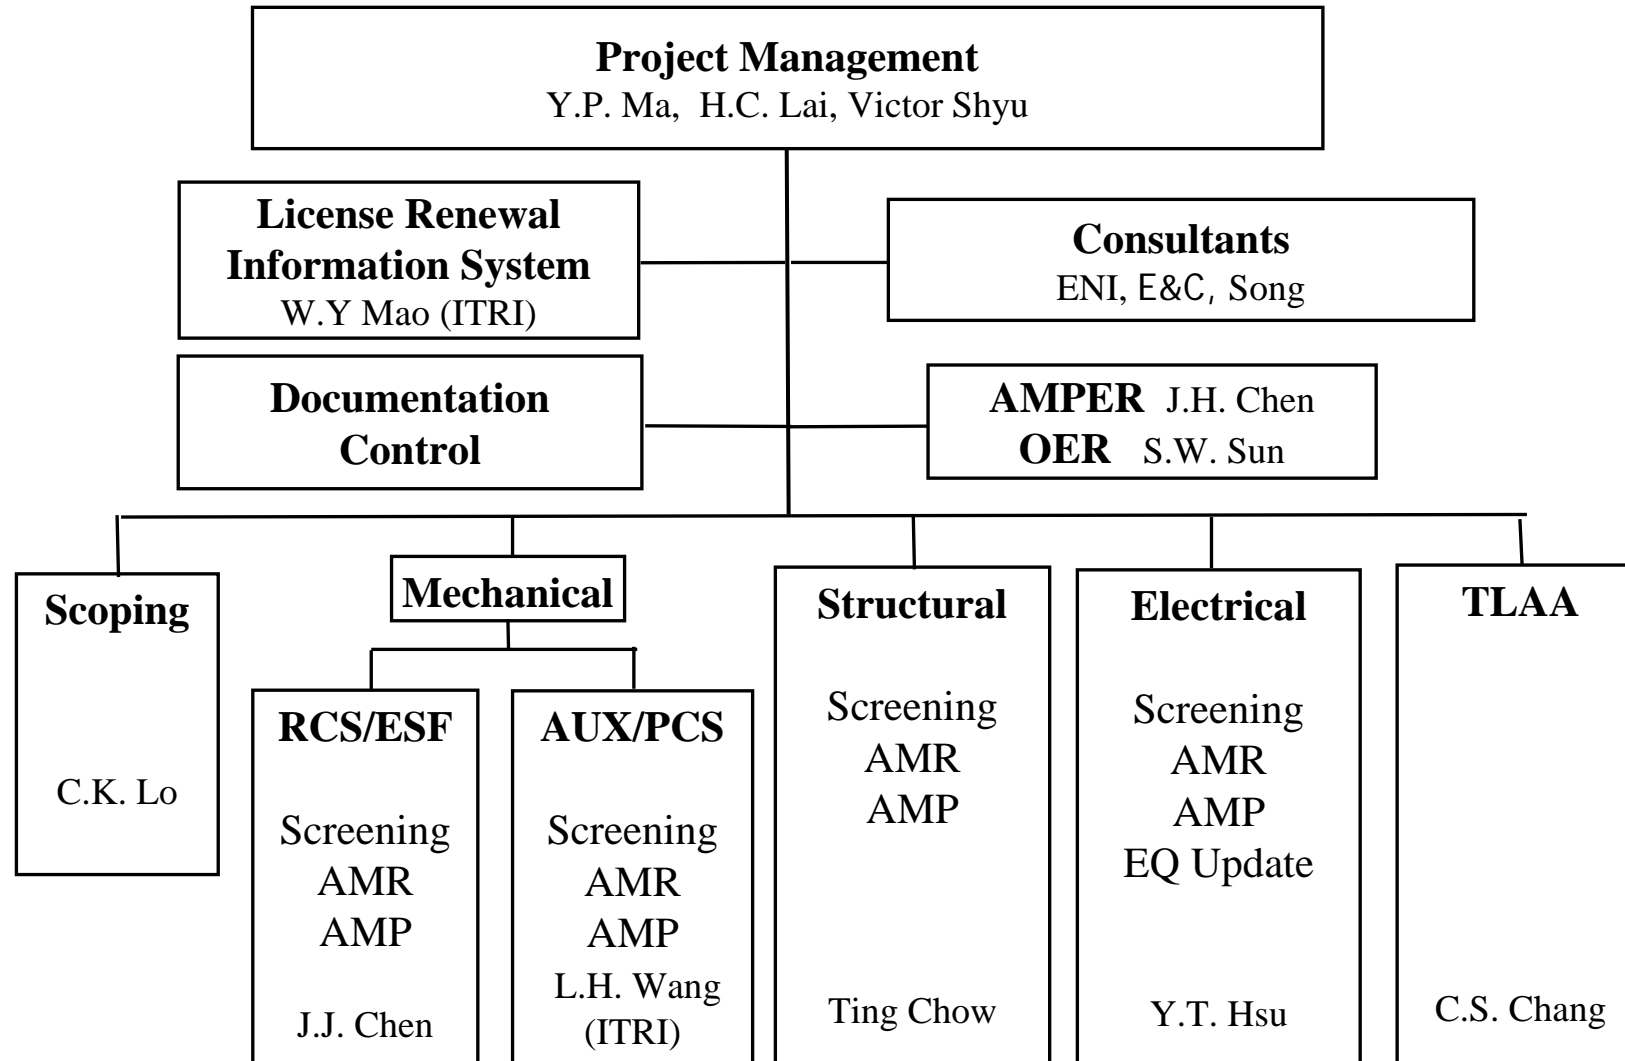 Project Management
Y.P. Ma, H.C. Lai, Victor Shyu
License Renewal
Information System
W.Y Mao (ITRI)
Consultants
ENI, E&C, Song
Documentation
Control
AMPER J.H. Chen
OER S.W. Sun
Scoping
C.K. Lo
Mechanical
RCS/ESF
Screening
AMR
AMP
J.J. Chen
AUX/PCS
Screening
AMR
AMP
L.H. Wang
(ITRI)
Structural
Screening
AMR
AMP
Ting Chow
Electrical
Screening
AMR
AMP
EQ Update
Y.T. Hsu
TLAA
C.S. Chang